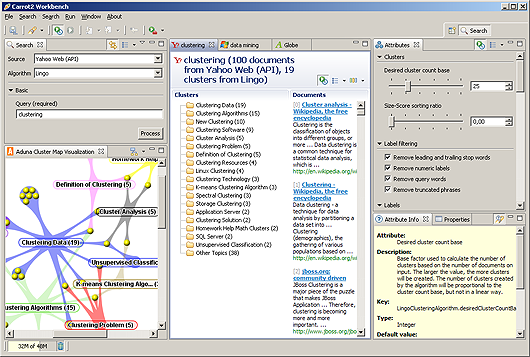 Carrot2 Workbench
File Search Search Run Window About
Search
Search
Source Yahoo Web (API)
Algorithm Lingo
Basic
Query (required)
clustering
Process
Aduna Cluster Map Visualization
Definition of Clustering (5)
Cluster Analysis (5)
Clustering Data (19)
Unsupervised Classific
K-means Clustering Algo... (
Clustering Algorithms (15)
Clustering Problem (5)
32M of 48M
clustering
data mining
Globe
clustering (100 documents
from Yahoo Web (API), 19
clusters from Lingo)
Clusters
Clustering Data (19)
Clustering Algorithms (15)
New Clustering (10)
Clustering Software (9)
Cluster Analysis (5)
Clustering Problem (5)
Definition of Clustering (5)
Clustering Resources (4)
Linux Clustering (4)
Clustering Technology (3)
K-means Clustering Algorithm (3)
Spectral Clustering (3)
Storage Clustering (3)
Application Server (2)
Clustering Solution (2)
Homework Help Math Clusters (2)
SQL Server (2)
Unsupervised Classification (2)
Other Topics (38)
Documents
[0] Cluster analysis -
Wikipedia, the free
encyclopedia
Clustering is the
classification of objects
into different groups,
or more ... Data
clustering is a common
technique for statistical
data analysis, which is
...
http://en.wikipedia.org/w
[1] Clustering -
Wikipedia, the free
encyclopedia
Data clustering - a
technique for data
analysis by partitioning a
data set into ...
Clustering
(demographics), the
gathering of various
populations based on ...
http://en.wikipedia.org/w
[2] jboss.org:
community driven
JBoss Clustering is a
major piece of the puzzle
that makes JBoss
Application ... Therefore,
clustering is becoming
more and more
important. ...
http://www.jboss.org/jbo
Attributes
Clusters
Desired cluster count base
25
Size-Score sorting ratio
0,00
Label filtering
Remove leading and trailing stop words
Remove numeric labels
Remove query words
Remove truncated phrases
Labels
Attribute Info
Properties
Attribute:
Desired cluster count base
Description:
Base factor used to calculate the number of
clusters based on the number of documents on
input. The larger the value, the more clusters
will be created. The number of clusters created
by the algorithm will be proportional to the
cluster count base, but not in a linear way.
Key:
LingoClusteringAlgorithm.desiredClusterCountBa
Type:
Integer
Default value: